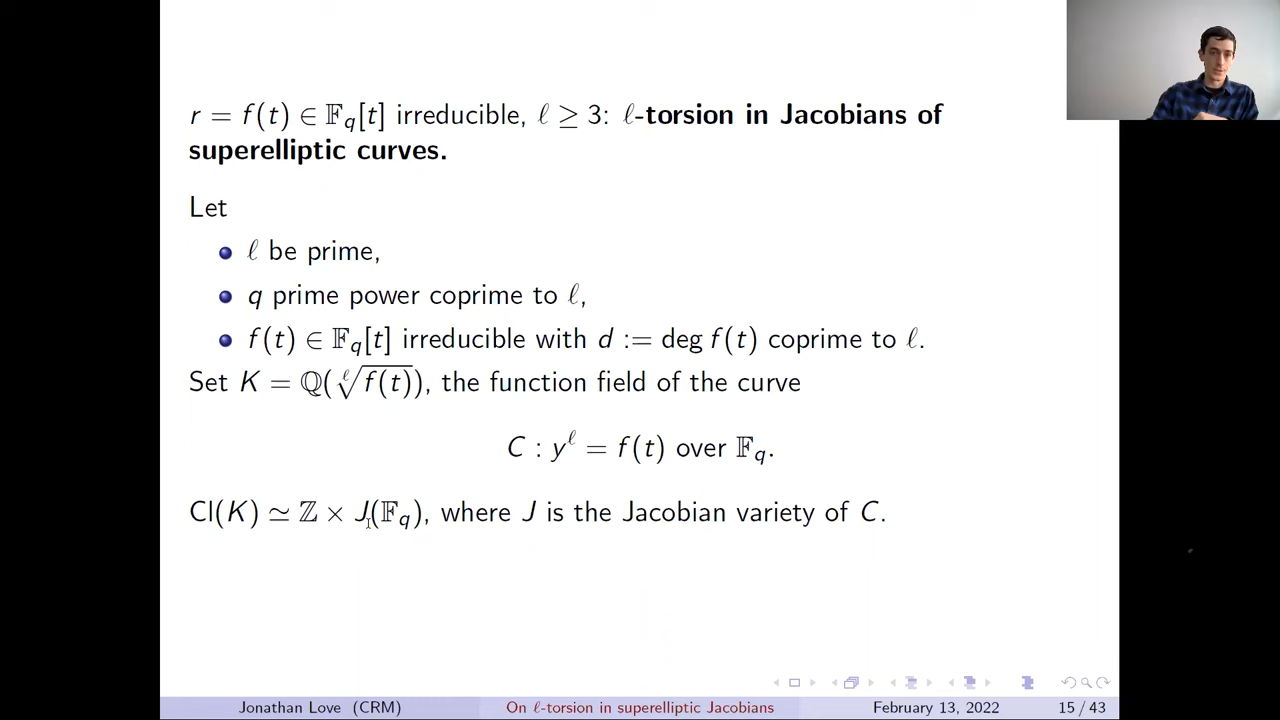 r = f(t) ∈ 𝔽_q[t] irreducible, ℓ ≥ 3: ℓ-torsion in Jacobians of
superelliptic curves.
Let
ℓ be prime,
q prime power coprime to ℓ,
f(t) ∈ 𝔽_q[t] irreducible with d := deg f(t) coprime to ℓ.
Set K = ℚ(\sqrt[ℓ]{f(t)}), the function field of the curve
C : y^ℓ = f(t) over 𝔽_q.
Cl(K) ≃ ℤ × J(𝔽_q), where J is the Jacobian variety of C.
Jonathan Love (CRM) On ℓ-torsion in superelliptic Jacobians February 13, 2022 15 / 43